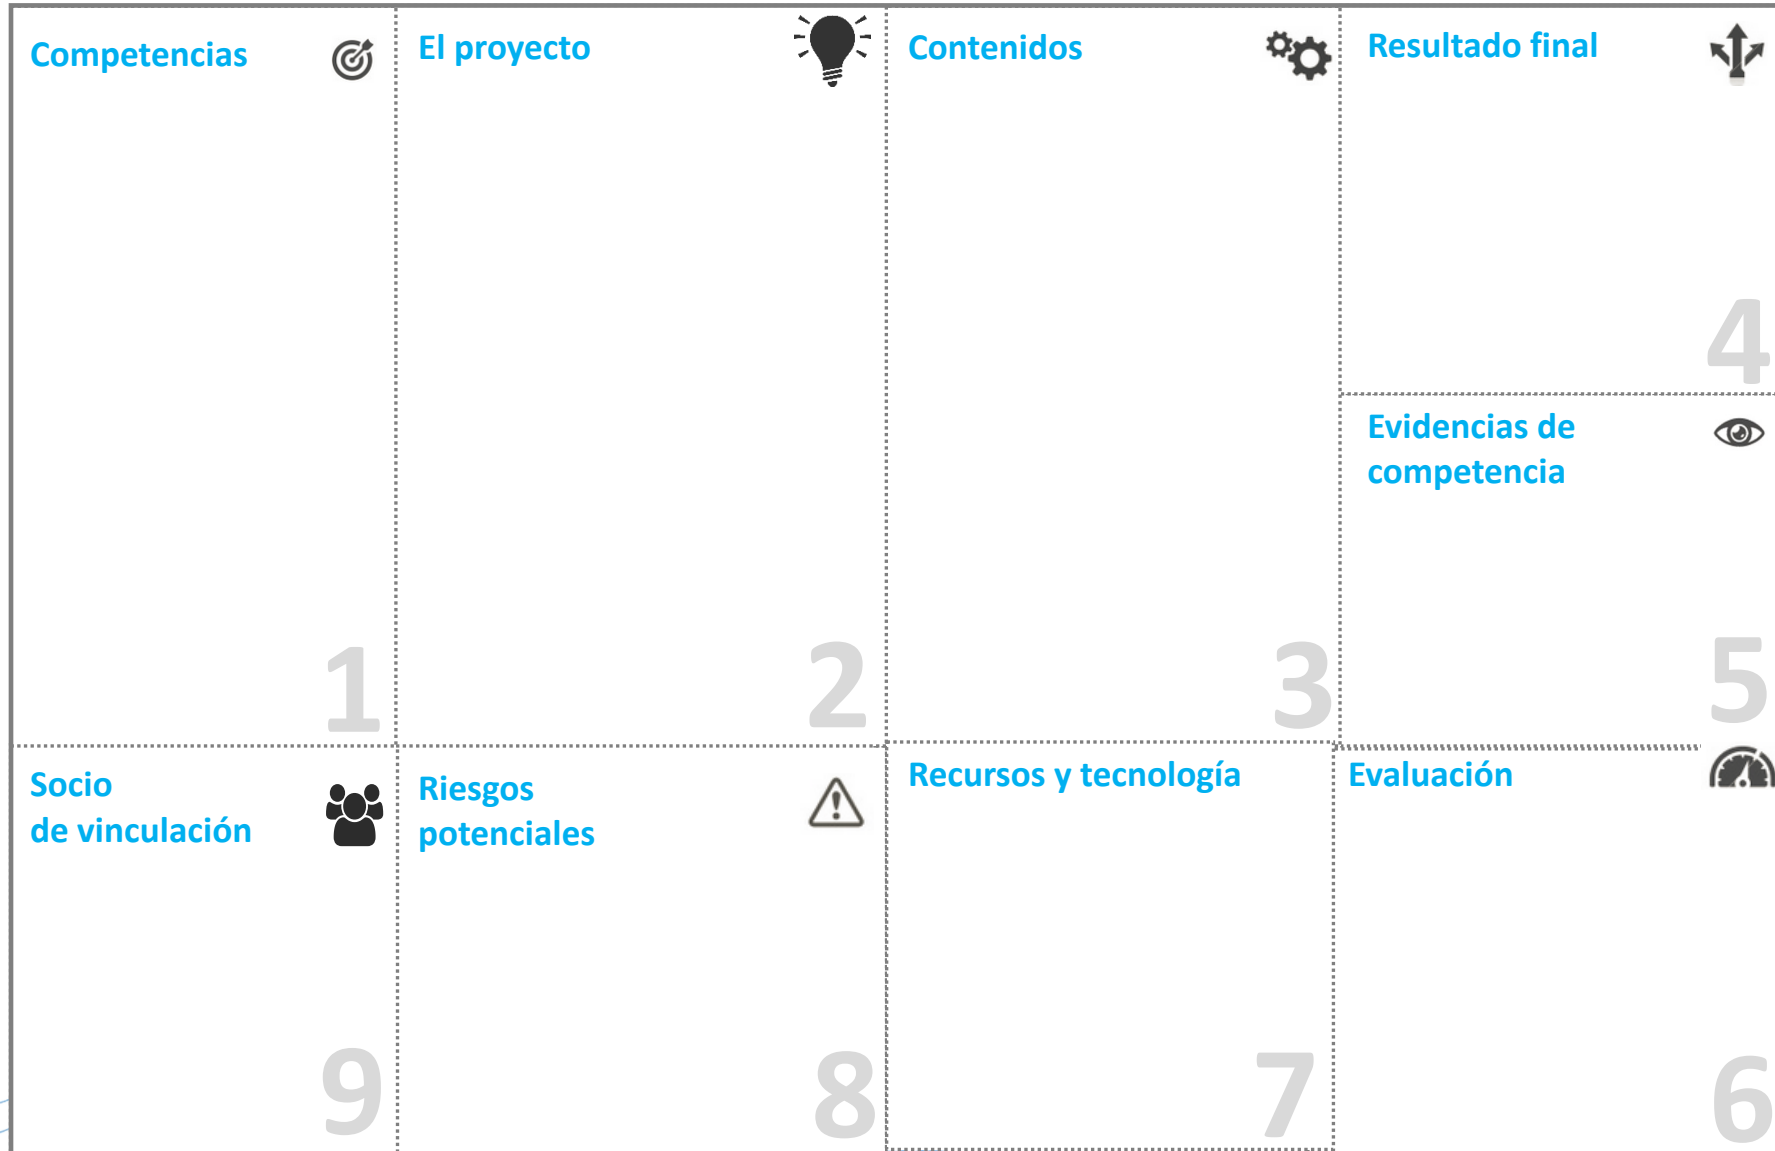 Competencias
1
El proyecto
2
Contenidos
3
Resultado final
4
Evidencias de
competencia
5
Socio
de vinculación
9
Riesgos
potenciales
8
Recursos y tecnología
7
Evaluación
6